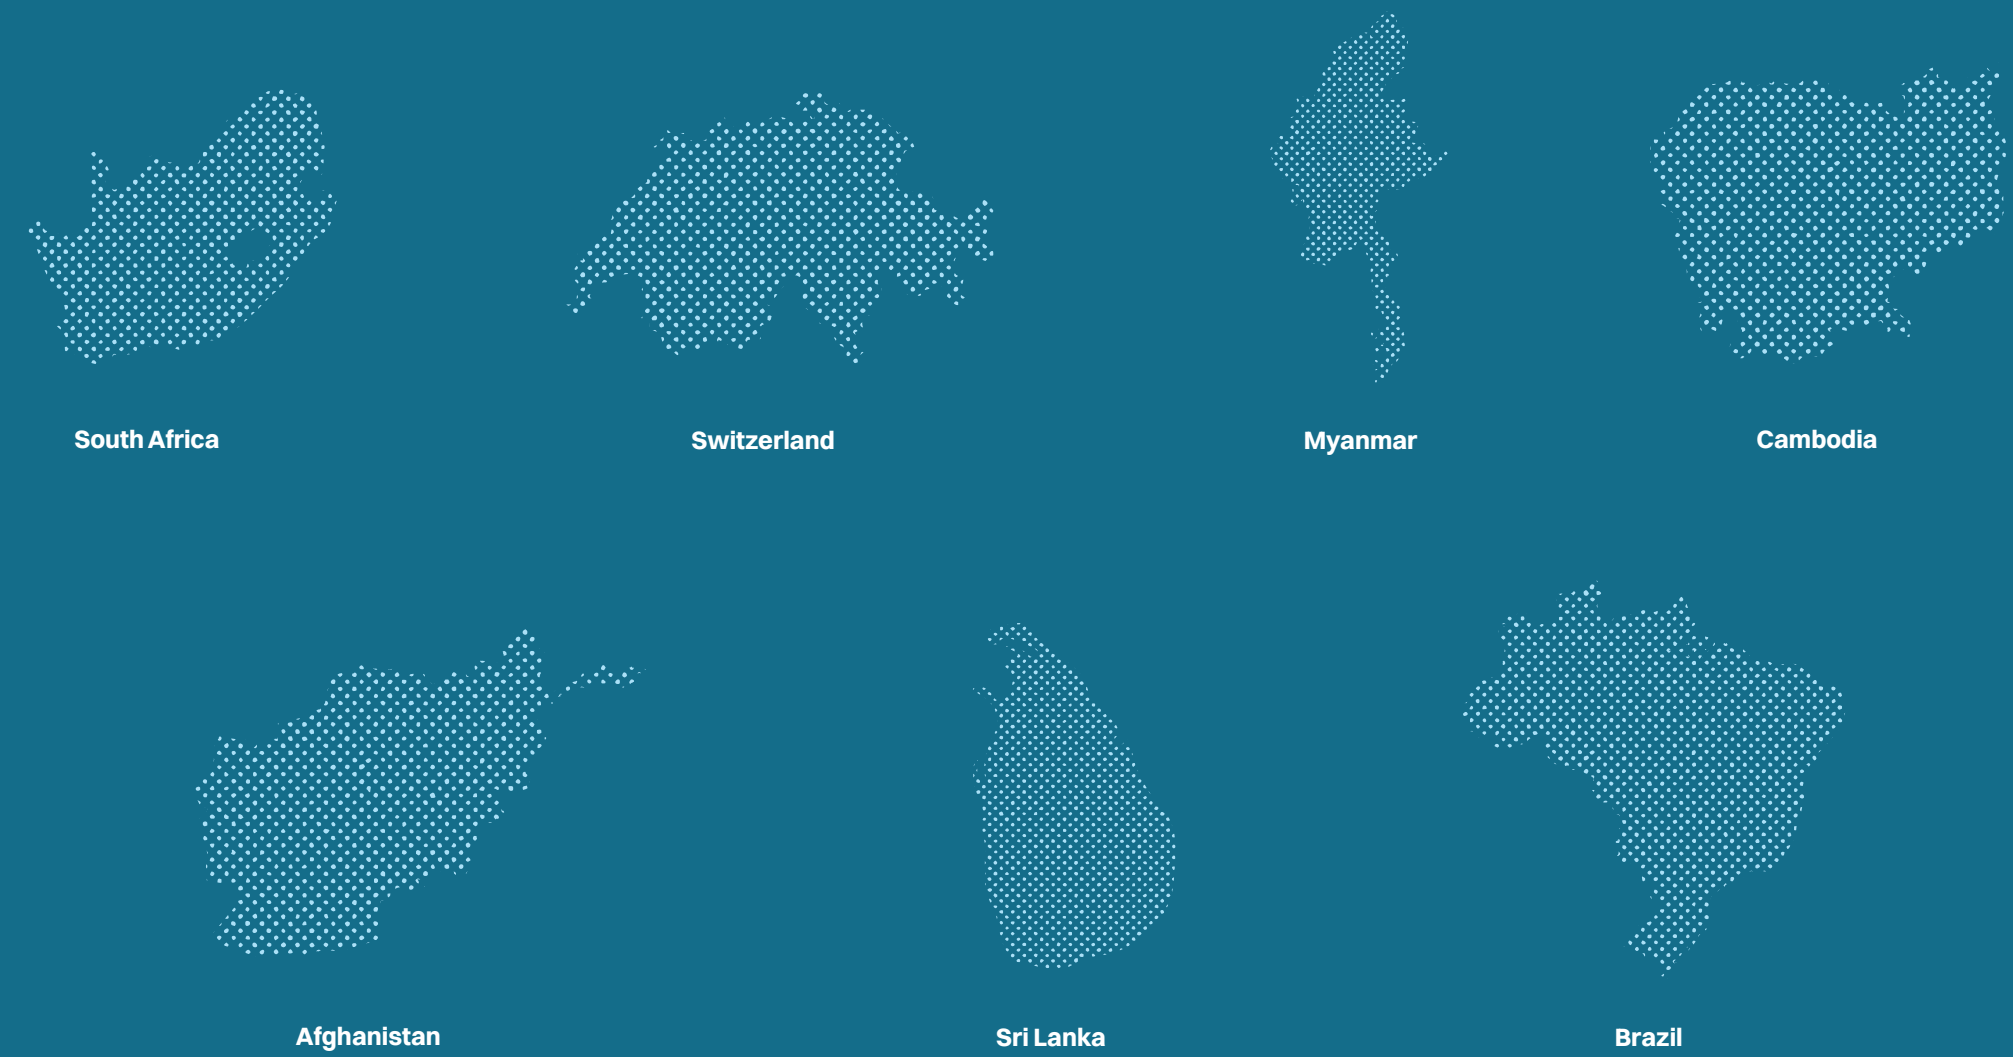 South Africa
Switzerland
Myanmar
Cambodia
Afghanistan
Sri Lanka
Brazil